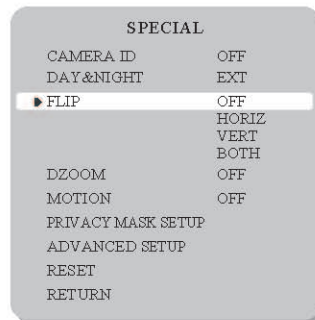 SPECIAL
CAMERA ID OFF
DAY&NIGHT EXT
FLIP OFF
HORIZ
VERT
BOTH
DZOOM OFF
MOTION OFF
PRIVACY MASK SETUP
ADVANCED SETUP
RESET
RETURN